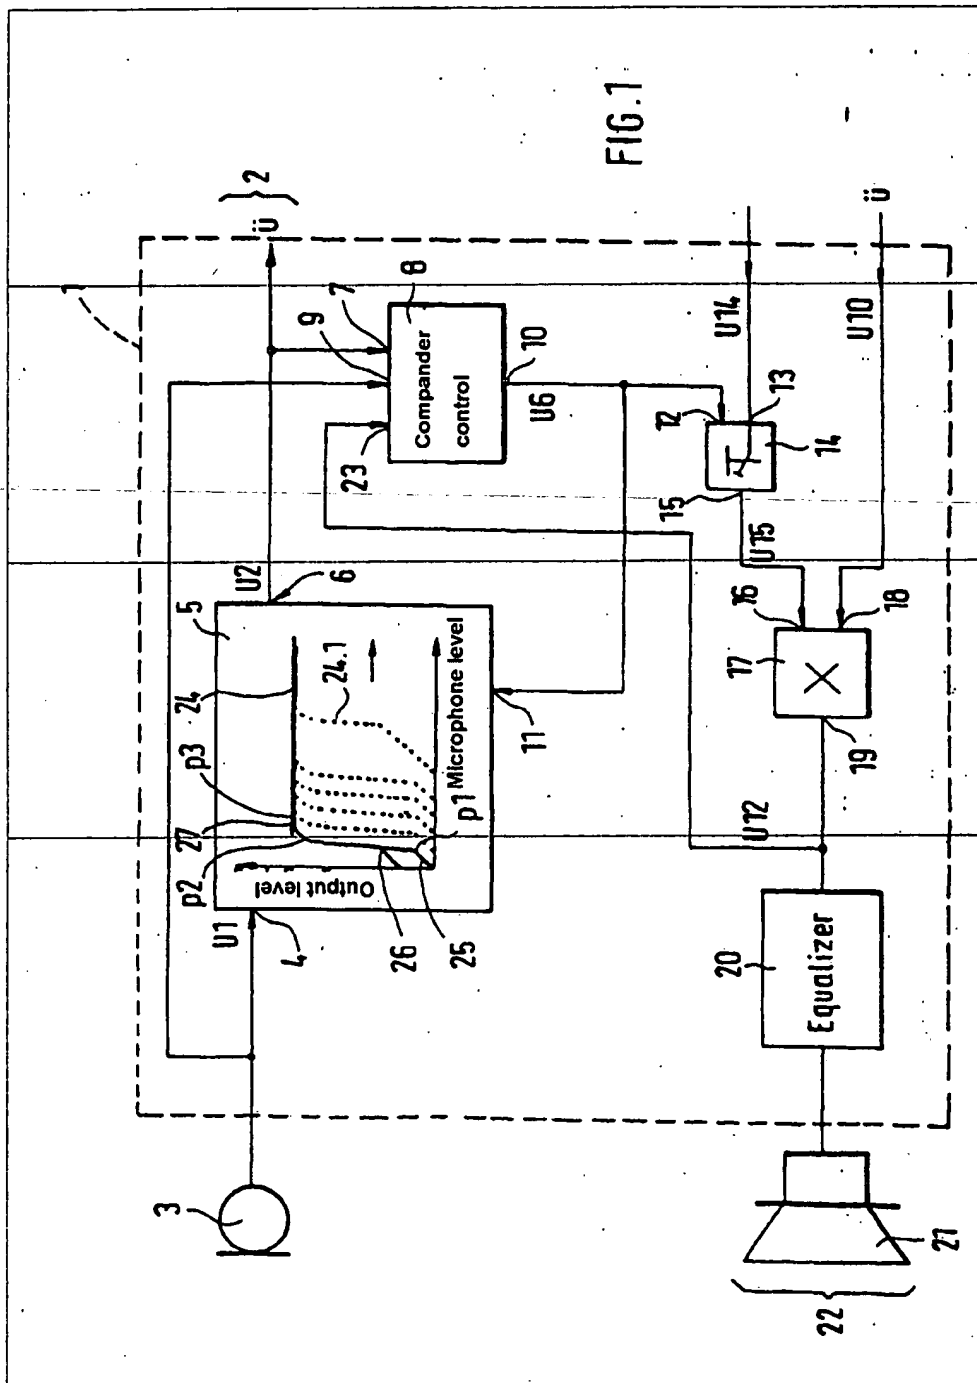 1
2
ü
3
U1
4
5
p2
27
p3
24
24.1
Output level
Microphone level
26
25
p1
11
U2
6
23
9
7
8
Compander
control
10
U6
12
13
14
15
U14
U15
16
17
X
18
19
U10
ü
U12
20
Equalizer
21
22
FIG.1